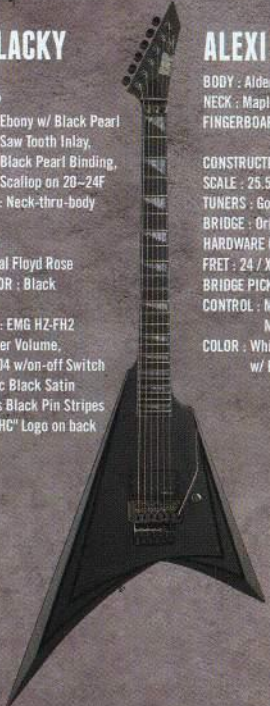 LACKY
Ebony w/ Black Pearl
Saw Tooth Inlay,
Black Pearl Binding,
Scallop on 20~24F
: Neck-thru-body
al Floyd Rose
OR : Black
: EMG HZ-FH2
er Volume,
04 w/on-off Switch
c Black Satin
s Black Pin Stripes
HC" Logo on back
ALEXI
BODY : Alde
NECK : Mapl
FINGERBOAR
CONSTRUCTI
SCALE : 25.5
TUNERS : Go
BRIDGE : Ori
HARDWARE
FRET : 24 / X
BRIDGE PICK
CONTROL : M
COLOR : Whi
w/